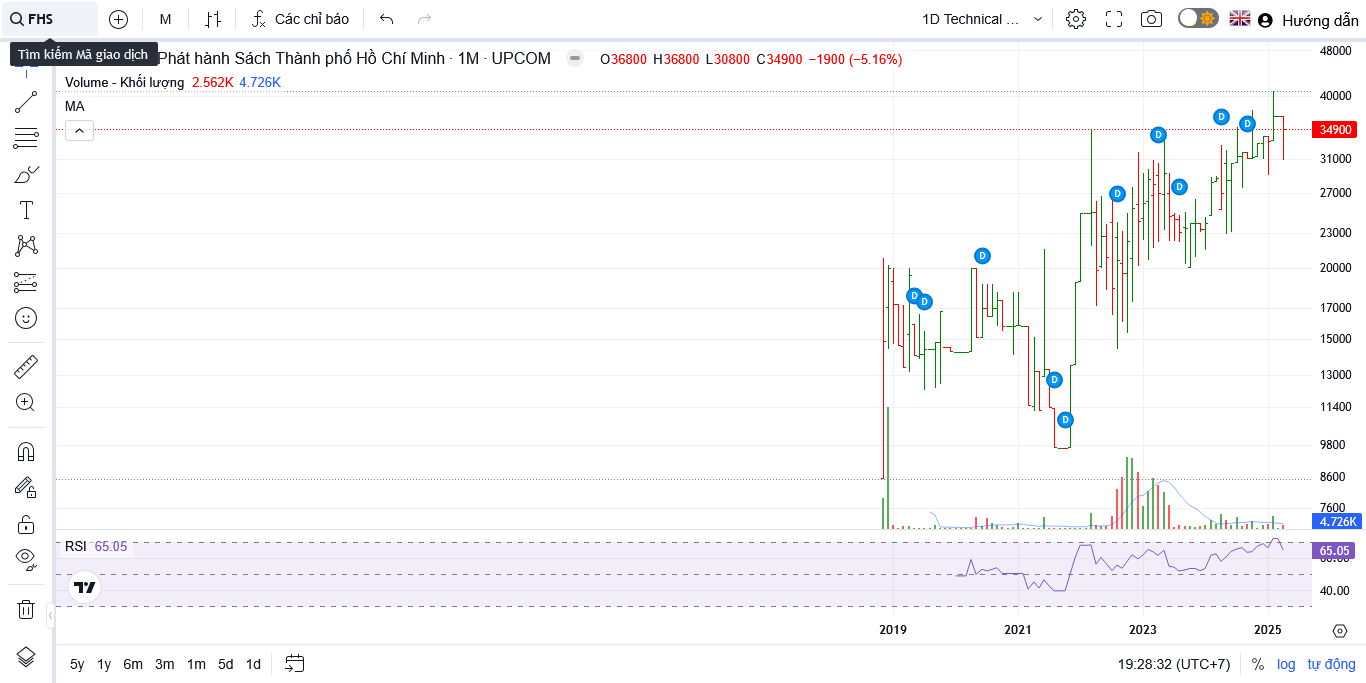 FHS
M
Các chỉ báo
1D Technical ...
Hướng dẫn
Tìm kiếm Mã giao dịch
Phát hành Sách Thành phố Hồ Chí Minh · 1M · UPCOM
O36800 H36800 L30800 C34900 −1900 (−5.16%)
Volume - Khối lượng 2.562K 4.726K
MA
48000
40000
34900
31000
27000
23000
20000
17000
15000
13000
11400
9800
8600
7600
4.726K
D
D
D
D
D
D
D
D
D
D
RSI 65.05
65.05
60.00
40.00
2019
2021
2023
2025
5y 1y 6m 3m 1m 5d 1d
19:28:32 (UTC+7)
%
log
tự động